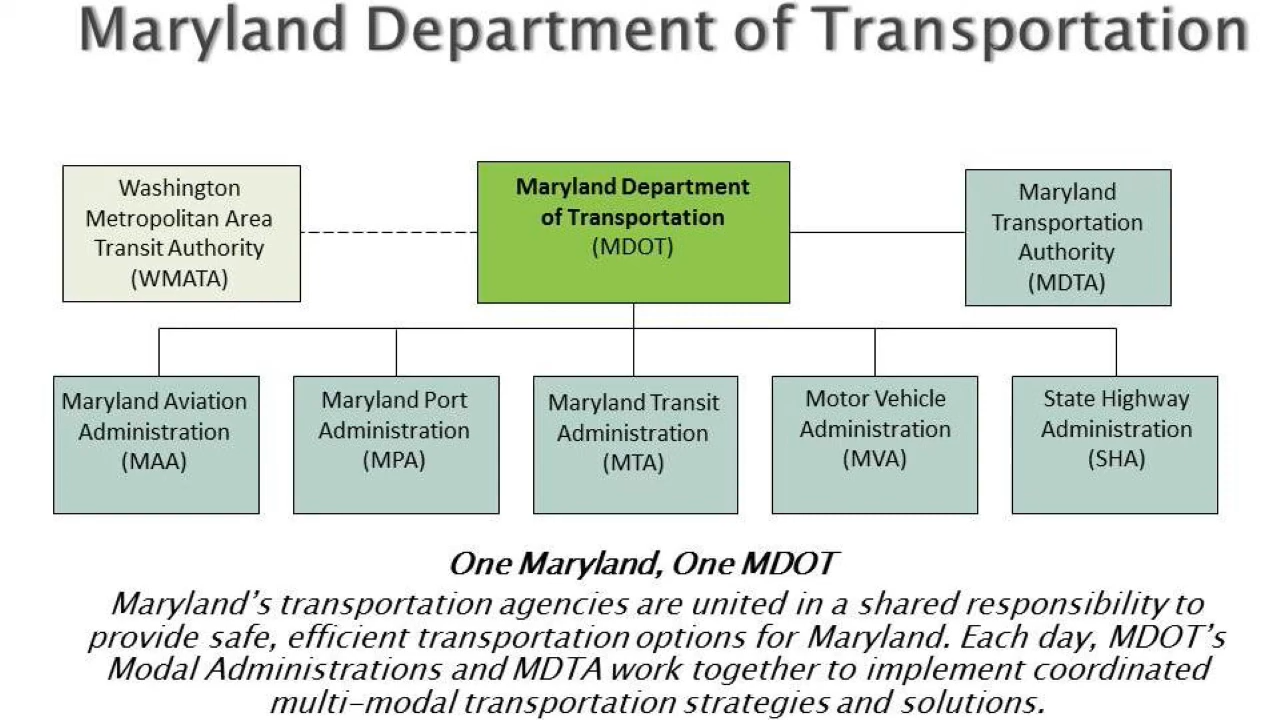 Maryland Department of Transportation
Washington
Metropolitan Area
Transit Authority
(WMATA)
Maryland Department
of Transportation
(MDOT)
Maryland
Transportation
Authority
(MDTA)
Maryland Aviation
Administration
(MAA)
Maryland Port
Administration
(MPA)
Maryland Transit
Administration
(MTA)
Motor Vehicle
Administration
(MVA)
State Highway
Administration
(SHA)
One Maryland, One MDOT
Maryland's transportation agencies are united in a shared responsibility to
provide safe, efficient transportation options for Maryland. Each day, MDOT's
Modal Administrations and MDTA work together to implement coordinated
multi-modal transportation strategies and solutions.